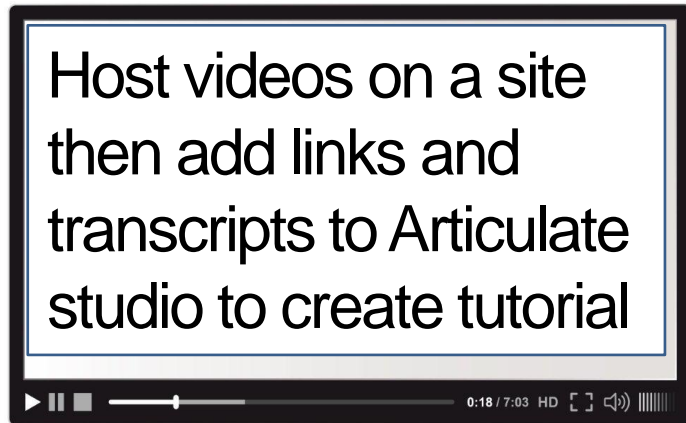 Host videos on a site
then add links and
transcripts to Articulate
studio to create tutorial
0:18 / 7:03 HD